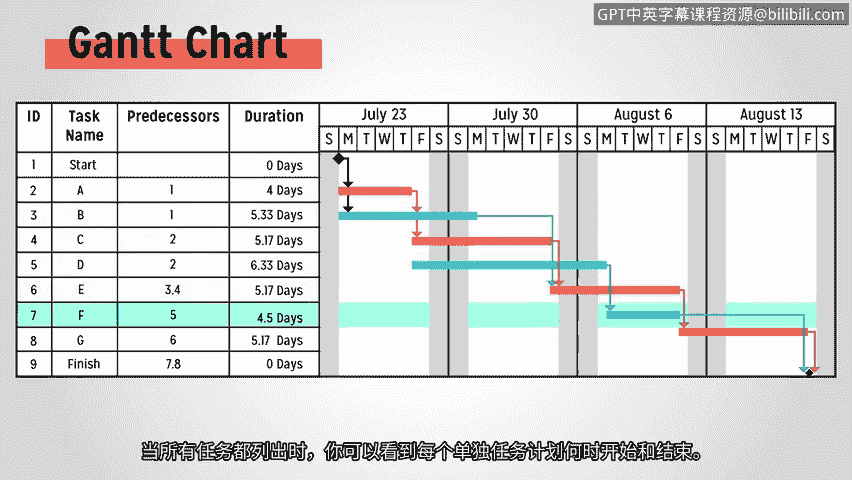 GPT中英字幕课程资源@bilibili.com
Gantt Chart
ID Task Name Predecessors Duration July 23 July 30 August 6 August 13
S M T W T F S S M T W T F S S M T W T F S S M T W T F S
1 Start 0 Days
2 A 1 4 Days
3 B 1 5.33 Days
4 C 2 5.17 Days
5 D 2 6.33 Days
6 E 3.4 5.17 Days
7 F 5 4.5 Days
8 G 6 5.17 Days
9 Finish 7.8 0 Days
当所有任务都列出时，你可以看到每个单独任务计划何时开始和结束。